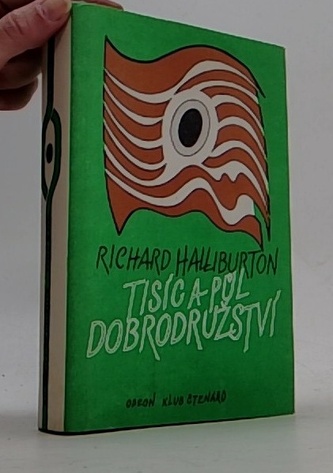 RICHARD HALLIBURTON
TISÍC A PŮL
DOBRODRUŽSTVÍ
ODEON KLUB ČTENÁŘŮ